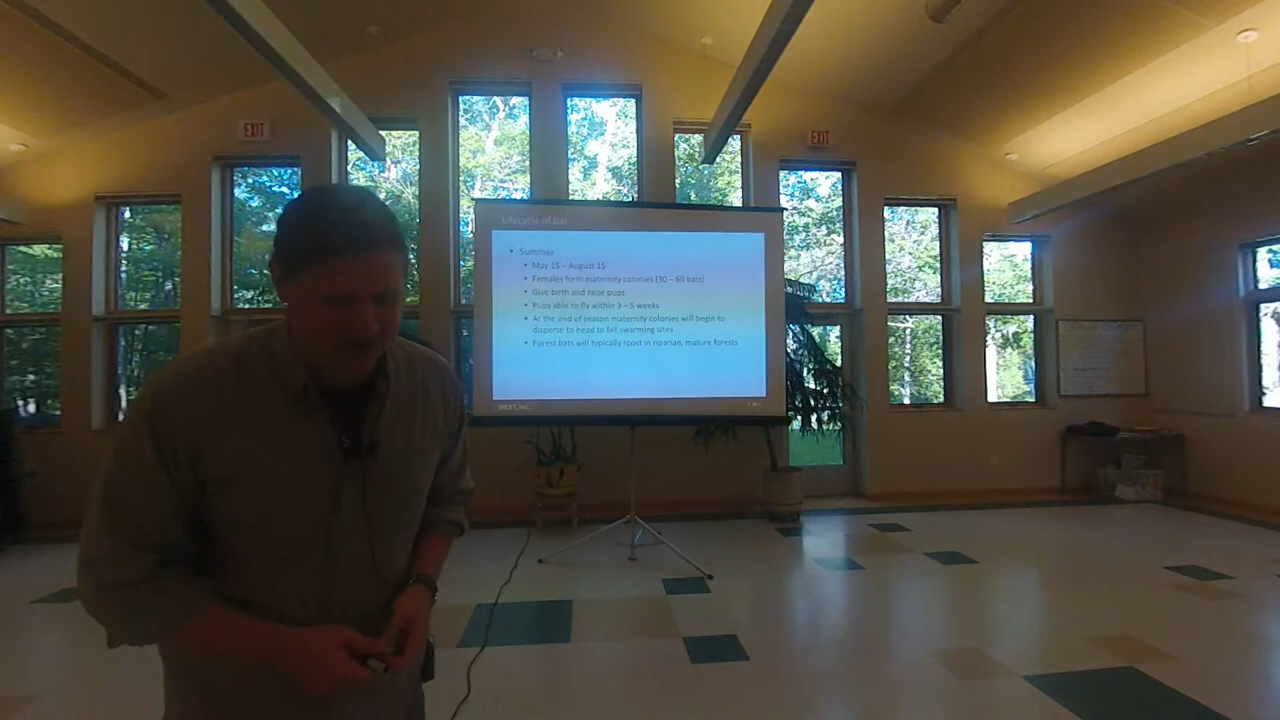 EXIT
EXIT
Lifecycle of bat
• Summer
• May 15 – August 15
• Females form maternity colonies (30 – 60 bats)
• Give birth and raise pups
• Pups able to fly within 3 – 5 weeks
• At the end of season maternity colonies will begin to
disperse to head to fall swarming sites
• Forest bats will typically roost in riparian, mature forests